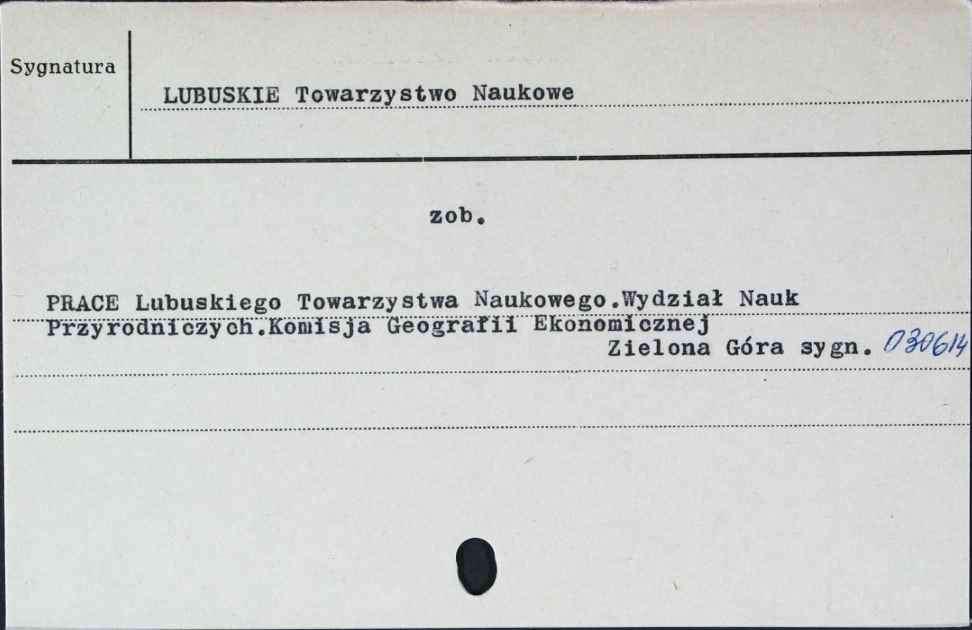 Sygnatura
LUBUSKIE Towarzystwo Naukowe
zob.
PRACE Lubuskiego Towarzystwa Naukowego.Wydział Nauk
Przyrodniczych.Komisja Geografii Ekonomicznej
Zielona Góra sygn. 030614